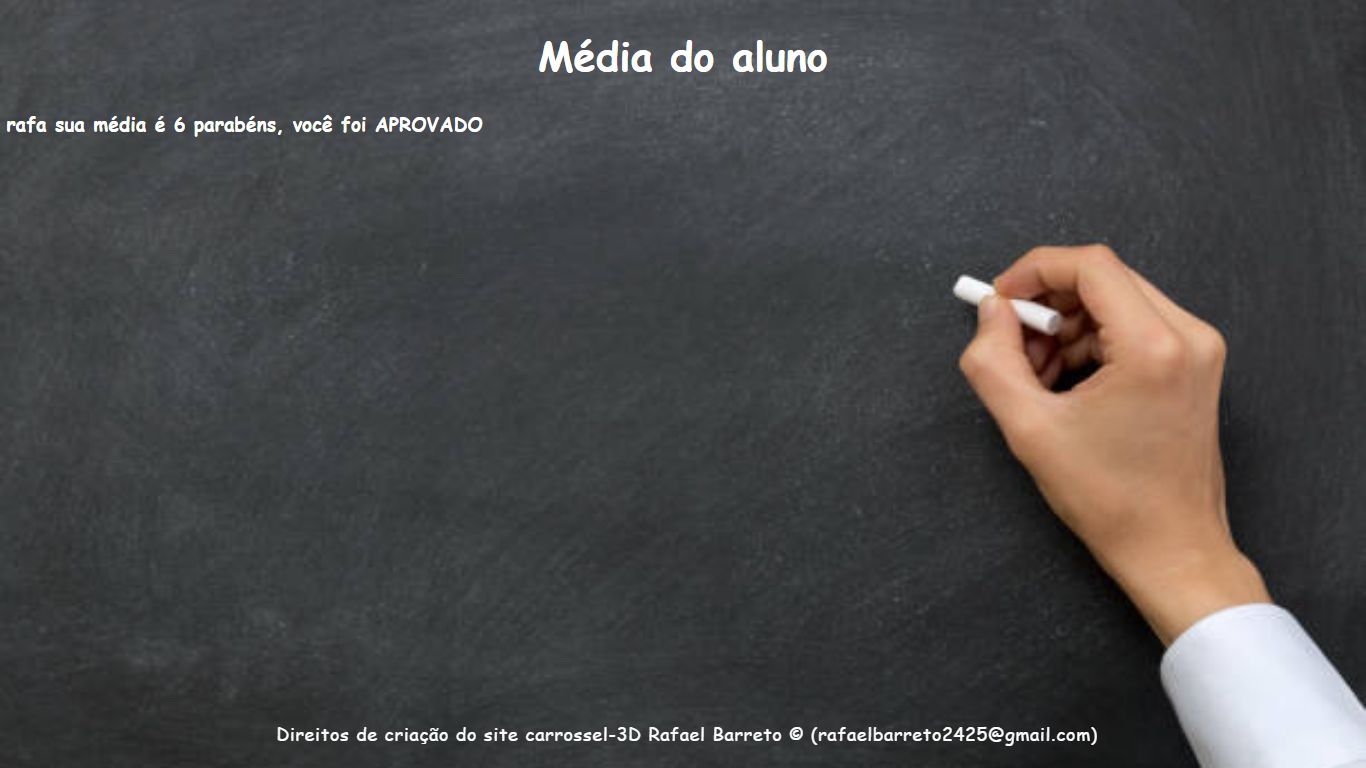 Média do aluno
rafa sua média é 6 parabéns, você foi APROVADO
Direitos de criação do site carrossel-3D Rafael Barreto © (rafaelbarreto2425@gmail.com)